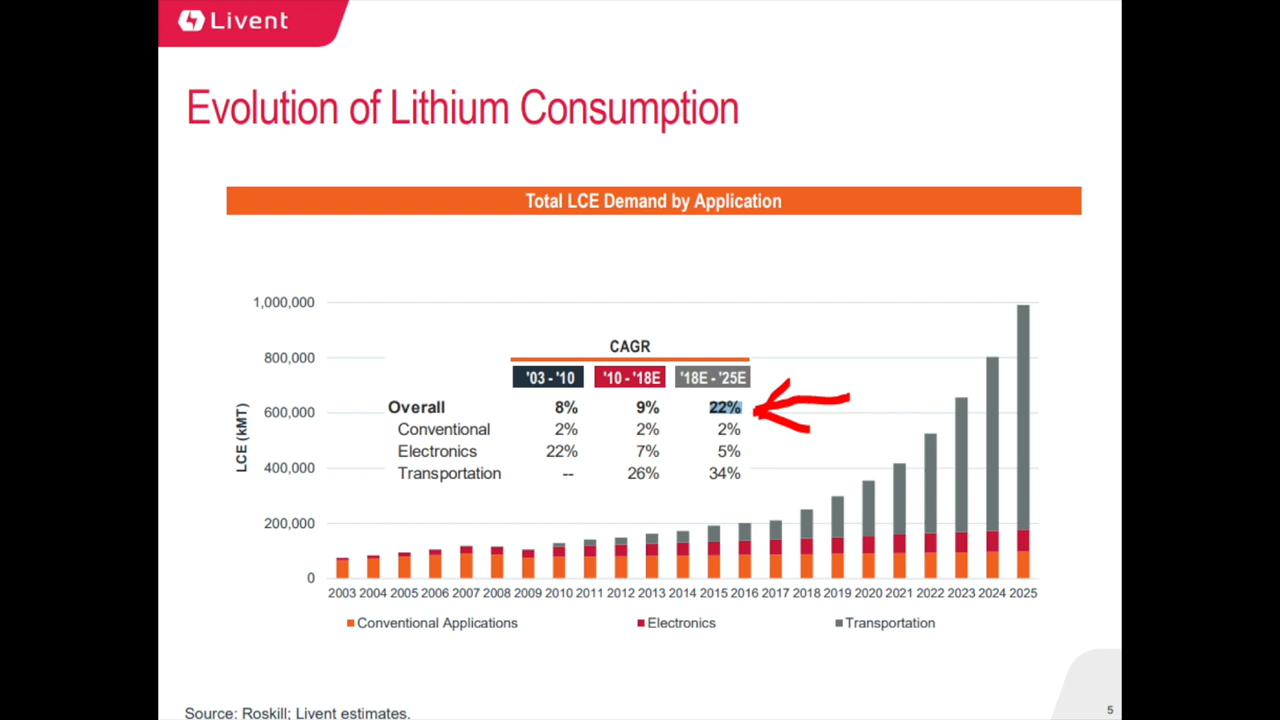 Livent
Evolution of Lithium Consumption
Total LCE Demand by Application
1,000,000
800,000
600,000
400,000
200,000
0
LCE (kMT)
CAGR
'03 - '10 '10 - '18E '18E - '25E
Overall 8% 9% 22%
Conventional 2% 2% 2%
Electronics 22% 7% 5%
Transportation -- 26% 34%
2003 2004 2005 2006 2007 2008 2009 2010 2011 2012 2013 2014 2015 2016 2017 2018 2019 2020 2021 2022 2023 2024 2025
Conventional Applications Electronics Transportation
Source: Roskill; Livent estimates.
5